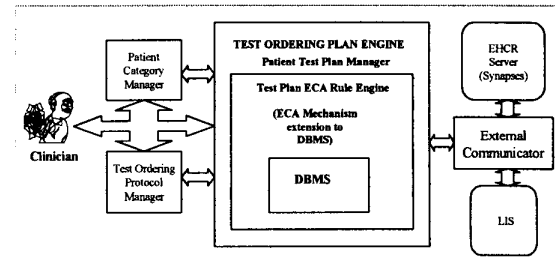 Patient
Category
Manager
Clinician
Test Ordering
Protocol
Manager
TEST ORDERING PLAN ENGINE
Patient Test Plan Manager
Test Plan ECA Rule Engine
(ECA Mechanism
extension to
DBMS)
DBMS
EHCR
Server
(Synapses)
External
Communicator
LIS